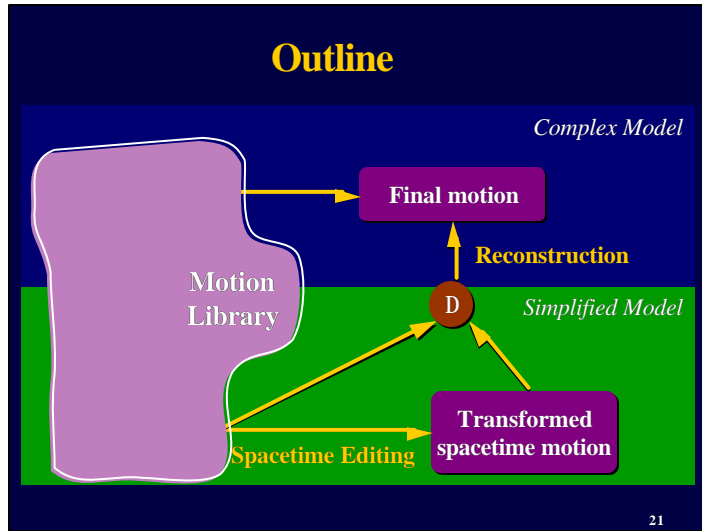 Outline
Complex Model
Final motion
Reconstruction
Motion
Library
D
Simplified Model
Transformed
spacetime motion
Spacetime Editing
21